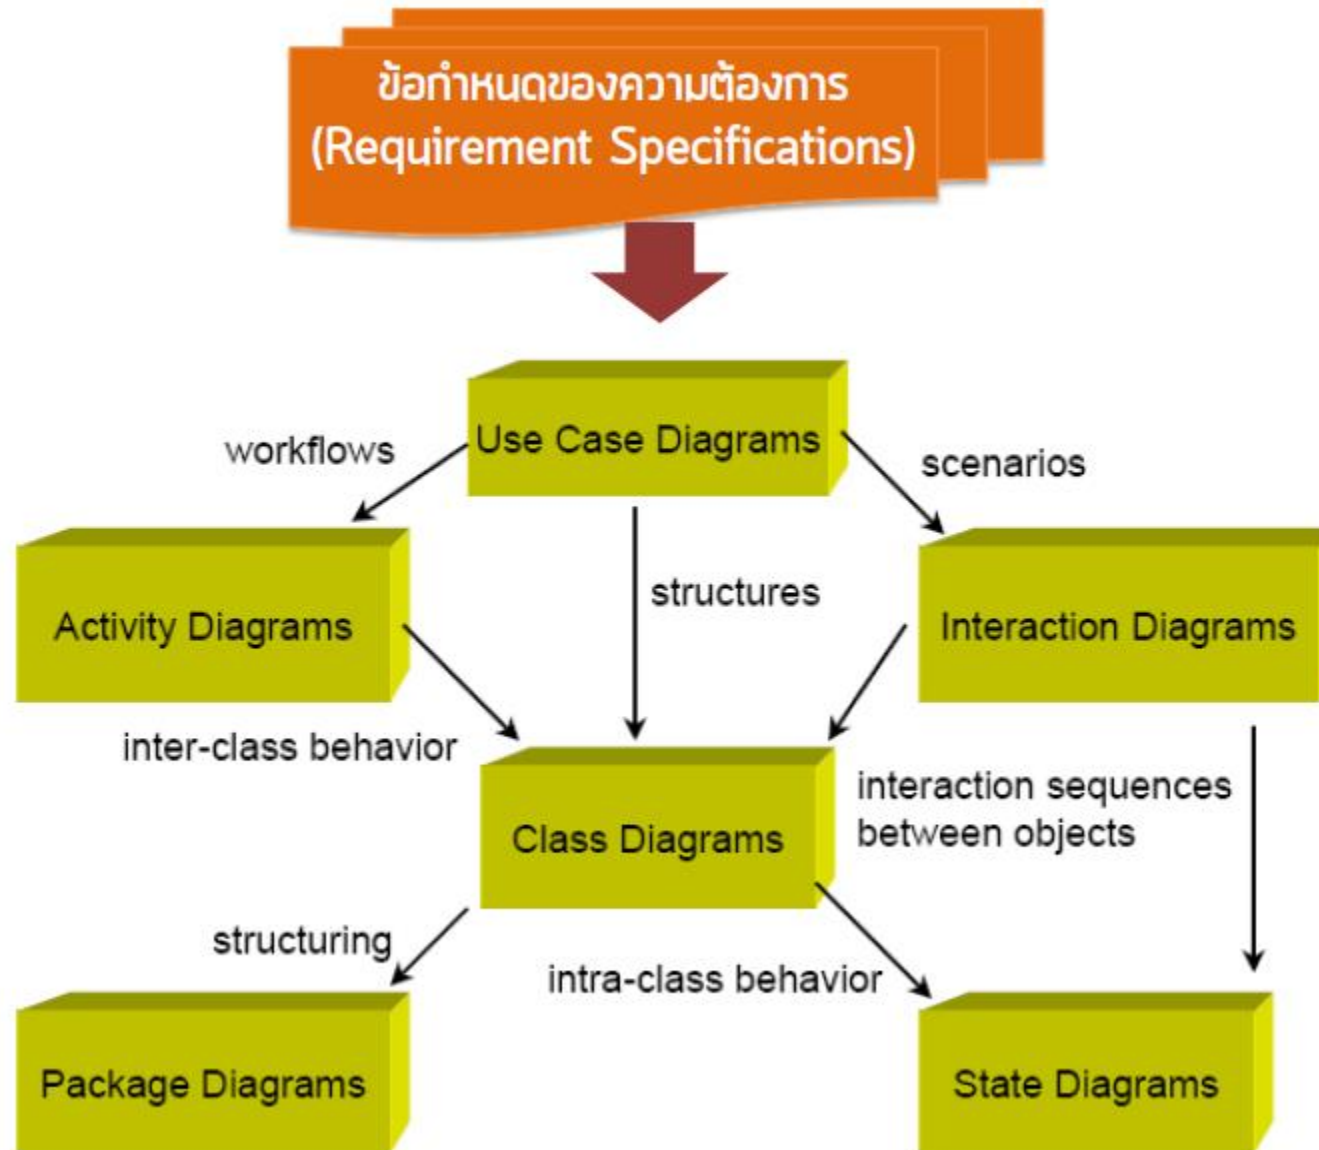 ข้อกำหนดของความต้องการ
(Requirement Specifications)
Use Case Diagrams
workflows
scenarios
structures
Activity Diagrams
Interaction Diagrams
inter-class behavior
interaction sequences
between objects
Class Diagrams
structuring
intra-class behavior
Package Diagrams
State Diagrams